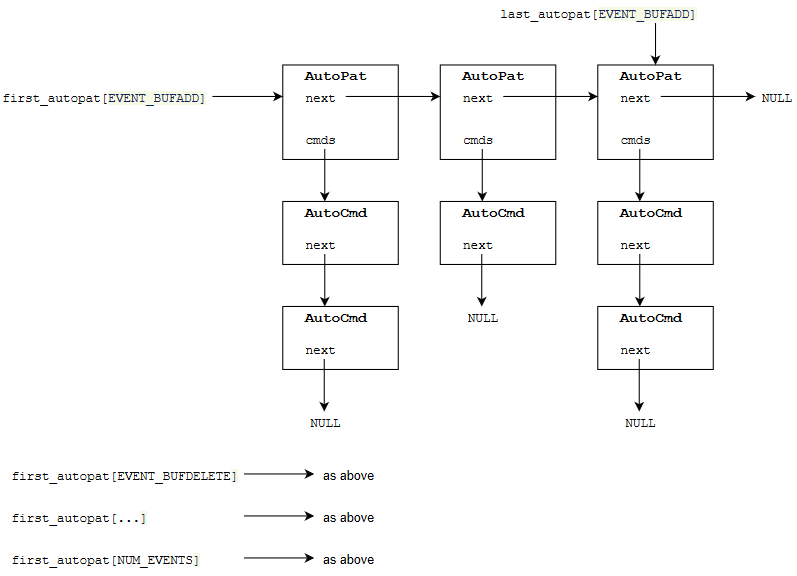 last_autopat[EVENT_BUFADD]
AutoPat AutoPat AutoPat
first_autopat[EVENT_BUFADD] next next next NULL
cmds cmds cmds
AutoCmd AutoCmd AutoCmd
next next next
AutoCmd NULL AutoCmd
next next
NULL NULL
first_autopat[EVENT_BUFDELETE] as above
first_autopat[...] as above
first_autopat[NUM_EVENTS] as above